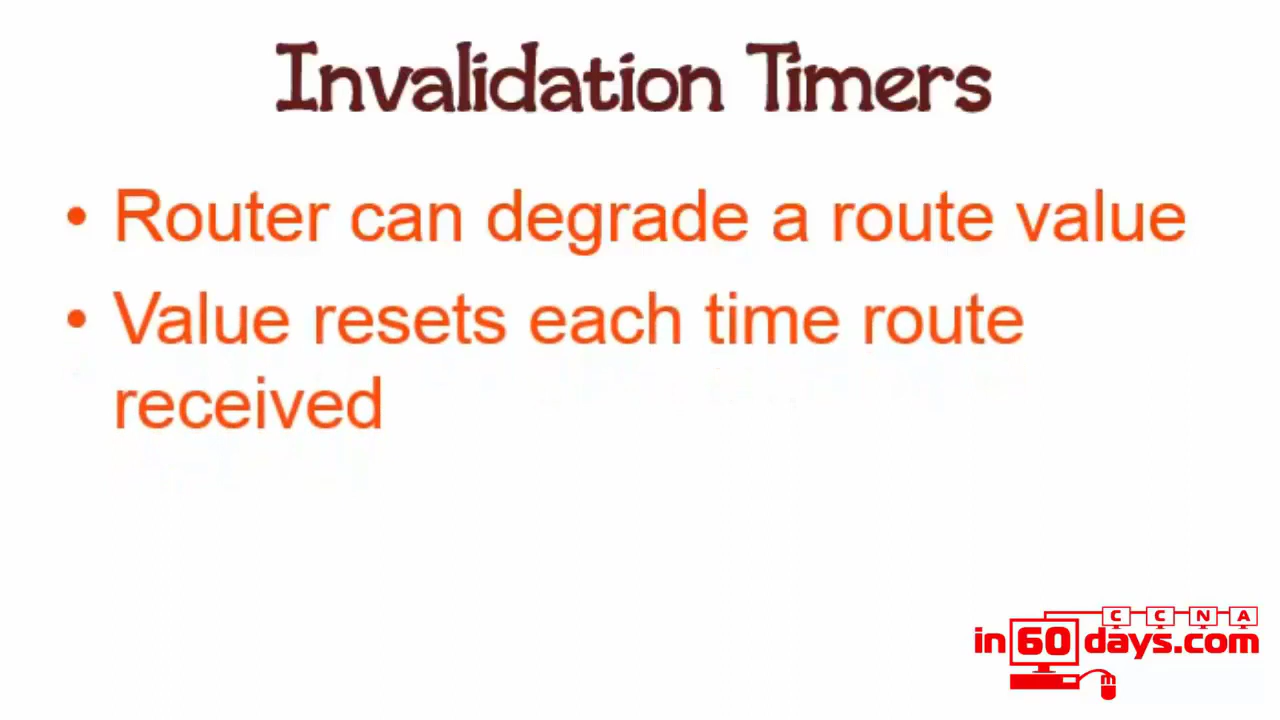 Invalidation Timers
• Router can degrade a route value
• Value resets each time route
received
C C N A
in 60 days.com